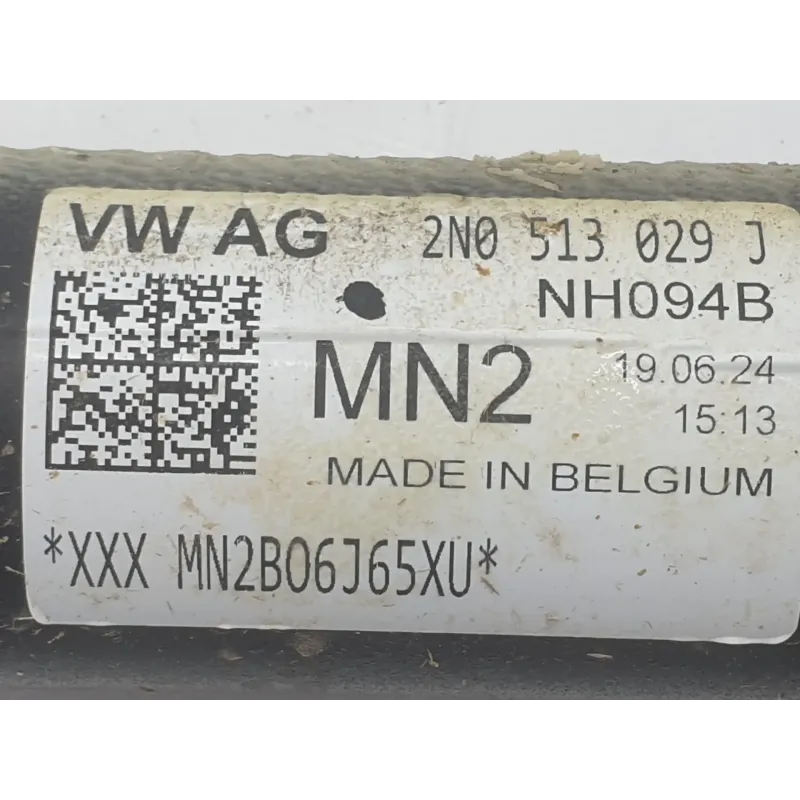 VW AG 2N0 513 029 J
NH094B
MN2 19.06.24
15:13
MADE IN BELGIUM
*XXX MN2B06J65XU*